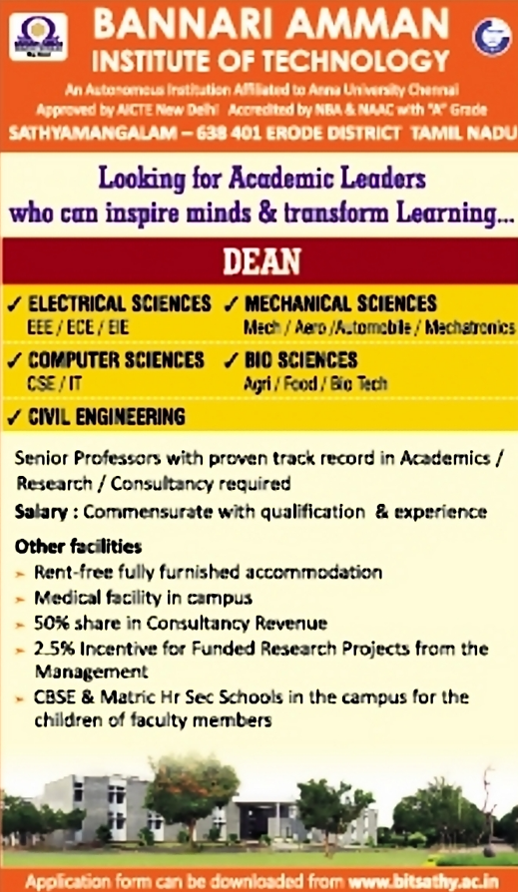 BANNARI AMMAN
INSTITUTE OF TECHNOLOGY
An Autonomous Institution Affiliated to Anna University Chennai
Approved by AICTE New Delhi Accredited by NBA & NAAC with "A" Grade
SATHYAMANGALAM – 638 401 ERODE DISTRICT TAMIL NADU
Looking for Academic Leaders
who can inspire minds & transform Learning...
DEAN
✓ ELECTRICAL SCIENCES ✓ MECHANICAL SCIENCES
EEE / ECE / EIE Mech / Aero /Automobile / Mechatronics
✓ COMPUTER SCIENCES ✓ BIO SCIENCES
CSE / IT Agri / Food / Bio Tech
✓ CIVIL ENGINEERING
Senior Professors with proven track record in Academics /
Research / Consultancy required
Salary : Commensurate with qualification & experience
Other facilities
➢ Rent-free fully furnished accommodation
➢ Medical facility in campus
➢ 50% share in Consultancy Revenue
➢ 2.5% Incentive for Funded Research Projects from the
Management
➢ CBSE & Matric Hr Sec Schools in the campus for the
children of faculty members
Application form can be downloaded from www.bitsathy.ac.in